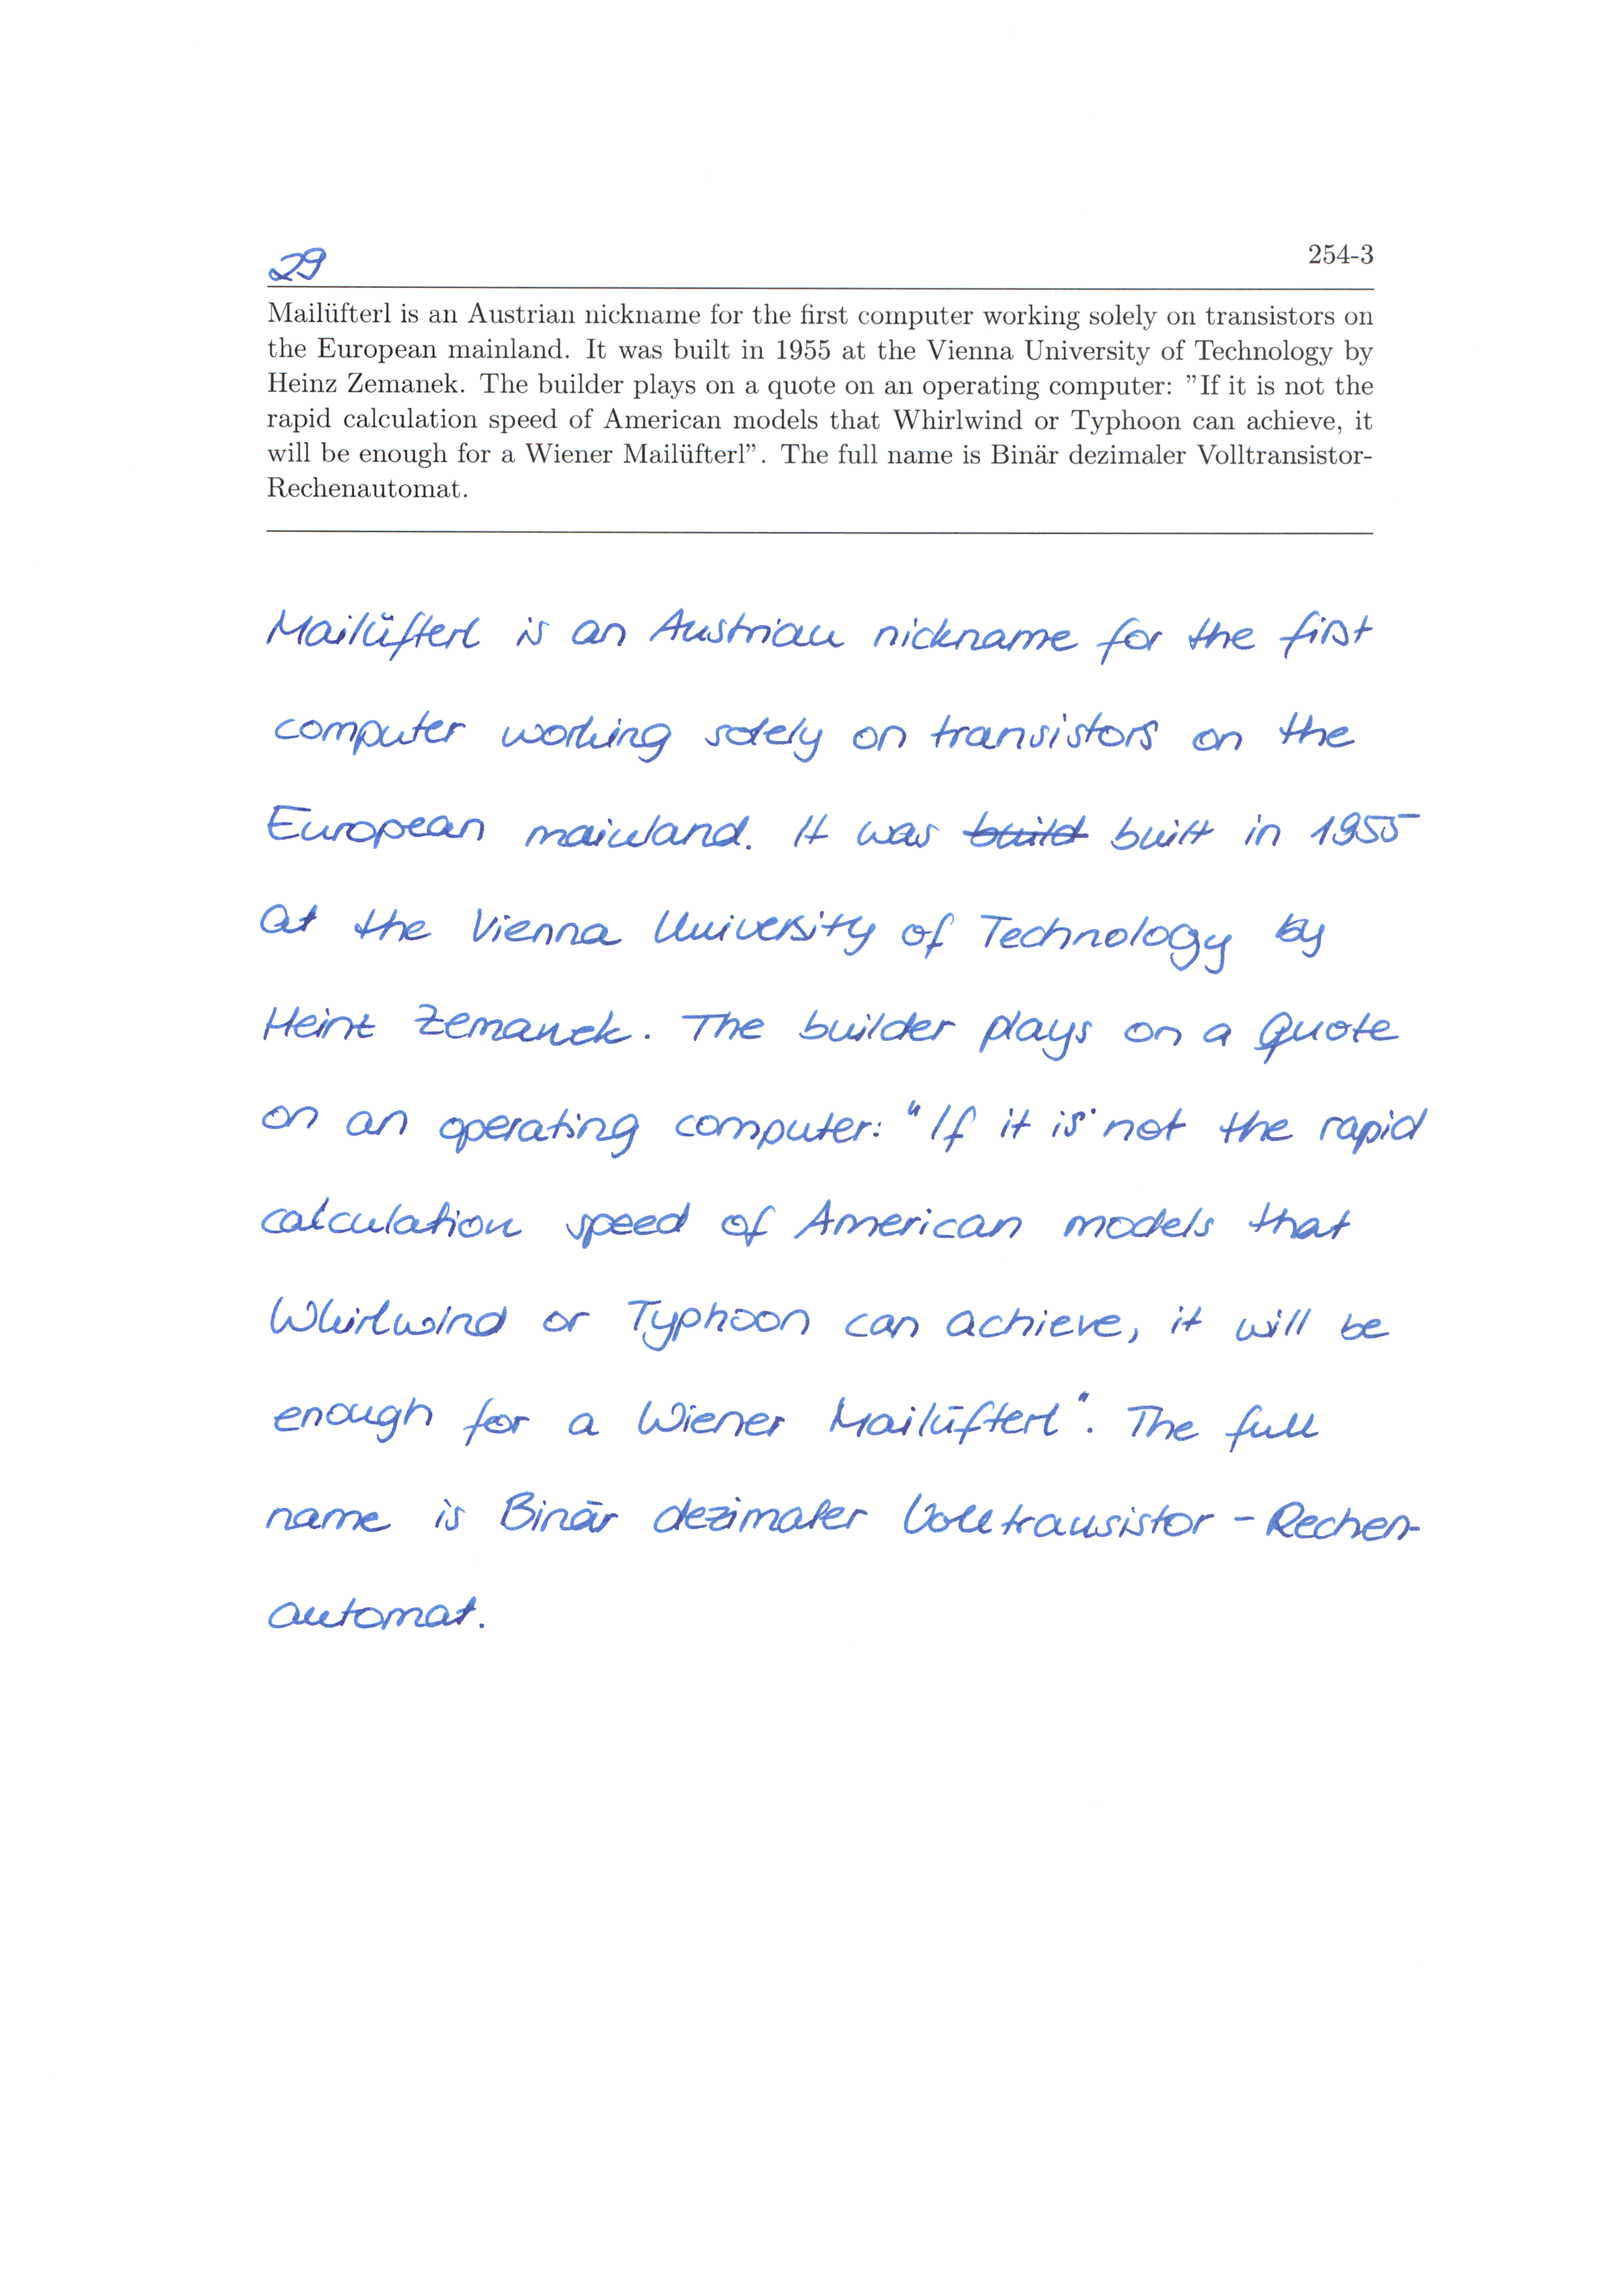 29
254-3
Mailüfterl is an Austrian nickname for the first computer working solely on transistors on
the European mainland. It was built in 1955 at the Vienna University of Technology by
Heinz Zemanek. The builder plays on a quote on an operating computer: ”If it is not the
rapid calculation speed of American models that Whirlwind or Typhoon can achieve, it
will be enough for a Wiener Mailüfterl”. The full name is Binär dezimaler Volltransistor-
Rechenautomat.
Mailüfterl is an Austrian nickname for the first
computer working solely on transistors on the
European mainland. It was build built in 1955
at the Vienna University of Technology by
Heinz Zemanek. The builder plays on a Quote
on an operating computer: "If it is not the rapid
calculation speed of American models that
Whirlwind or Typhoon can achieve, it will be
enough for a Wiener Mailüfterl". The full
name is Binär dezimaler Volltransistor - Rechen-
automat.